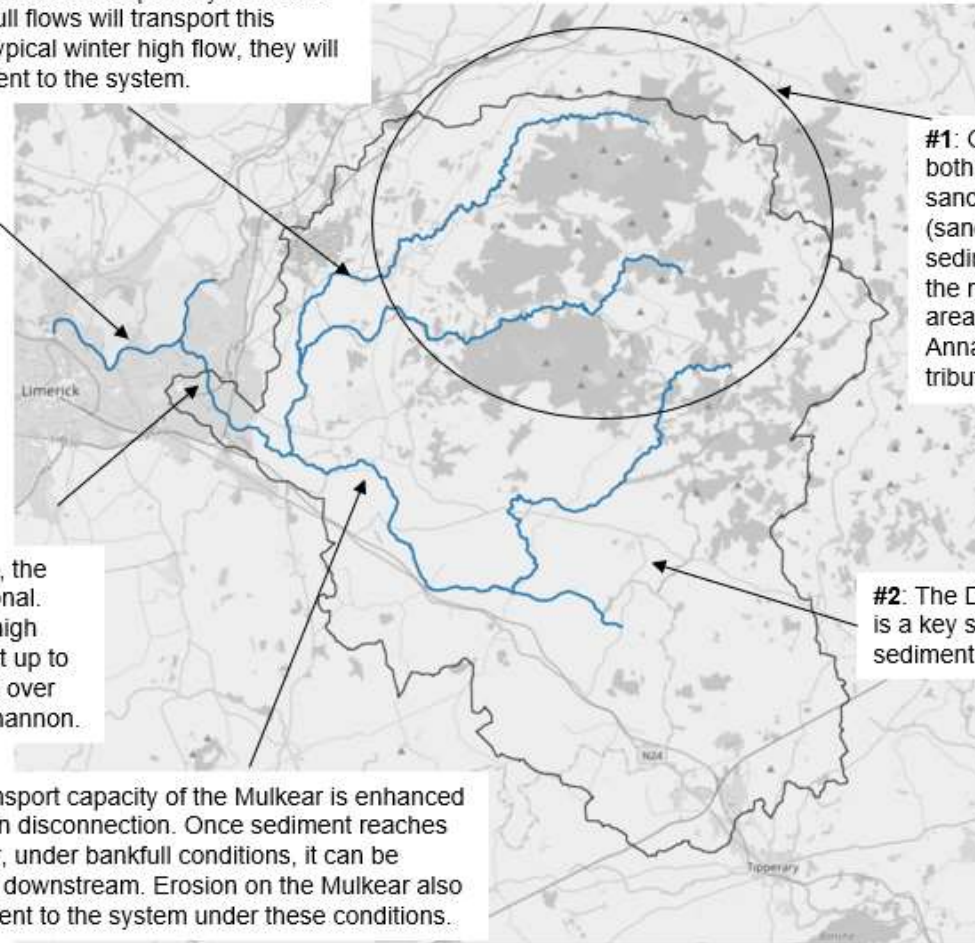 ull flows will transport this
ypical winter high flow, they will
ent to the system.
#1: C
both
sand
(sand
sedin
the n
area
Anna
tribut
Limerick
, the
onal.
high
t up to
over
hannon.
#2: The D
is a key s
sediment
N24
nsport capacity of the Mulkear is enhanced
n disconnection. Once sediment reaches
r, under bankfull conditions, it can be
downstream. Erosion on the Mulkear also
ent to the system under these conditions.
Tipperary